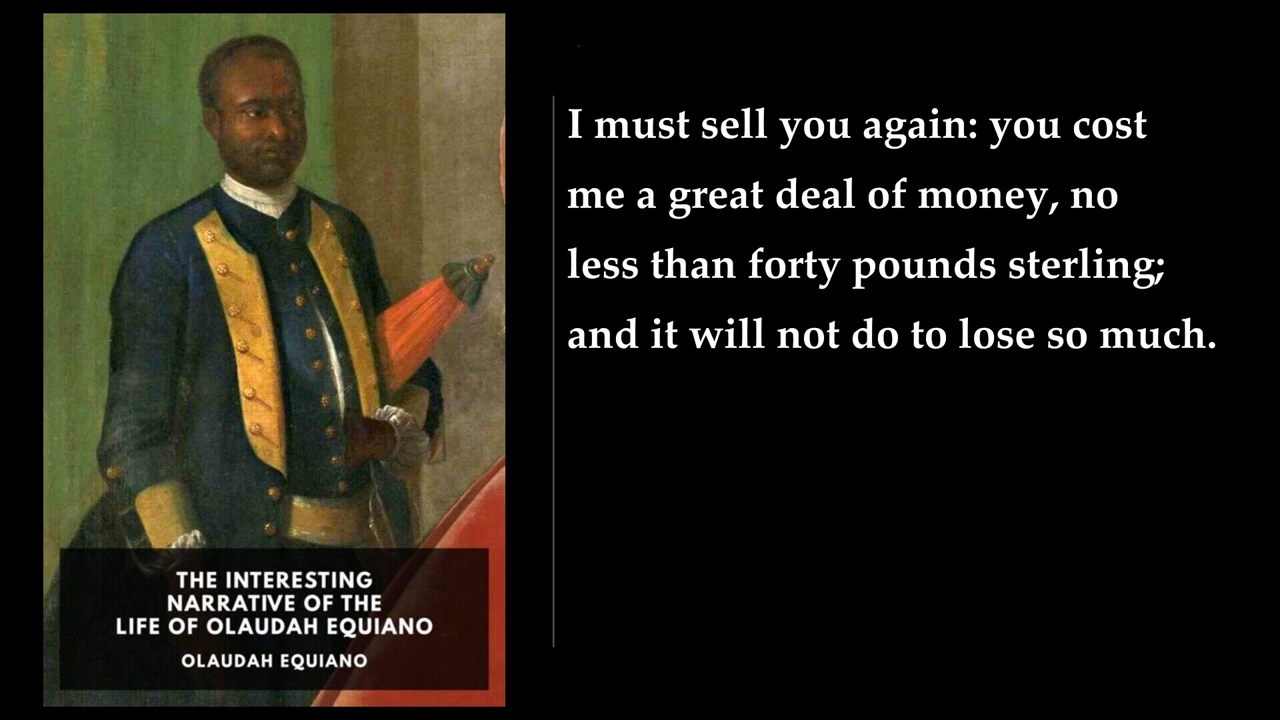 THE INTERESTING
NARRATIVE OF THE
LIFE OF OLAUDAH EQUIANO
OLAUDAH EQUIANO
I must sell you again: you cost
me a great deal of money, no
less than forty pounds sterling;
and it will not do to lose so much.